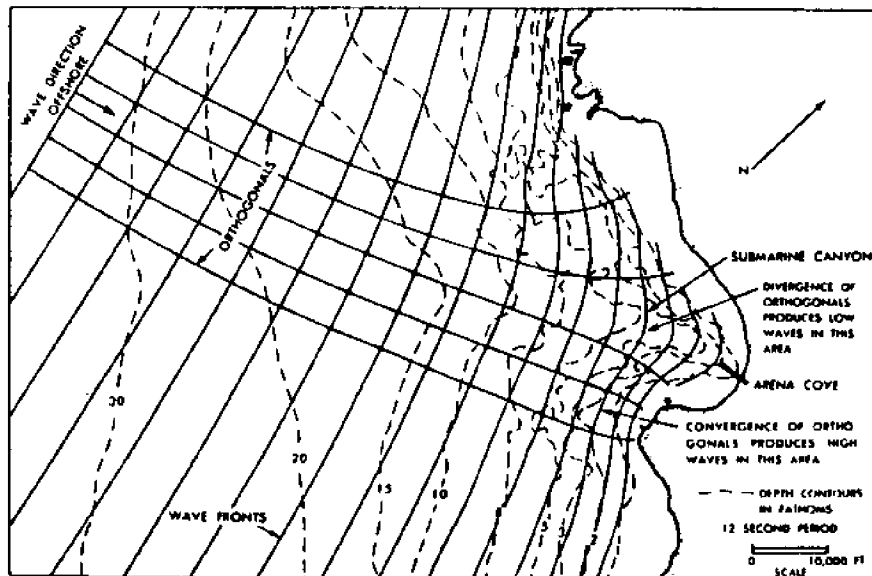 WAVE DIRECTION
OFFSHORE
ORTHOGONALS
N
SUBMARINE CANYON
DIVERGENCE OF
ORTHOGONALS
PRODUCES LOW
WAVES IN THIS
AREA
ARENA COVE
CONVERGENCE OF ORTHO
GONALS PRODUCES HIGH
WAVES IN THIS AREA
30
20
15
10
5
3
2
WAVE FRONTS
DEPTH CONTOURS
IN FATHOMS
12 SECOND PERIOD
0 10,000 FT
SCALE